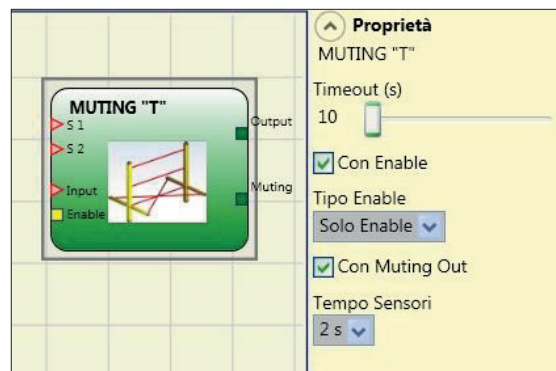 MUTING "T"
S 1
S 2
Input
Enable
Output
Muting
Proprietà
MUTING "T"
Timeout (s)
10
Con Enable
Tipo Enable
Solo Enable
Con Muting Out
Tempo Sensori
2 s